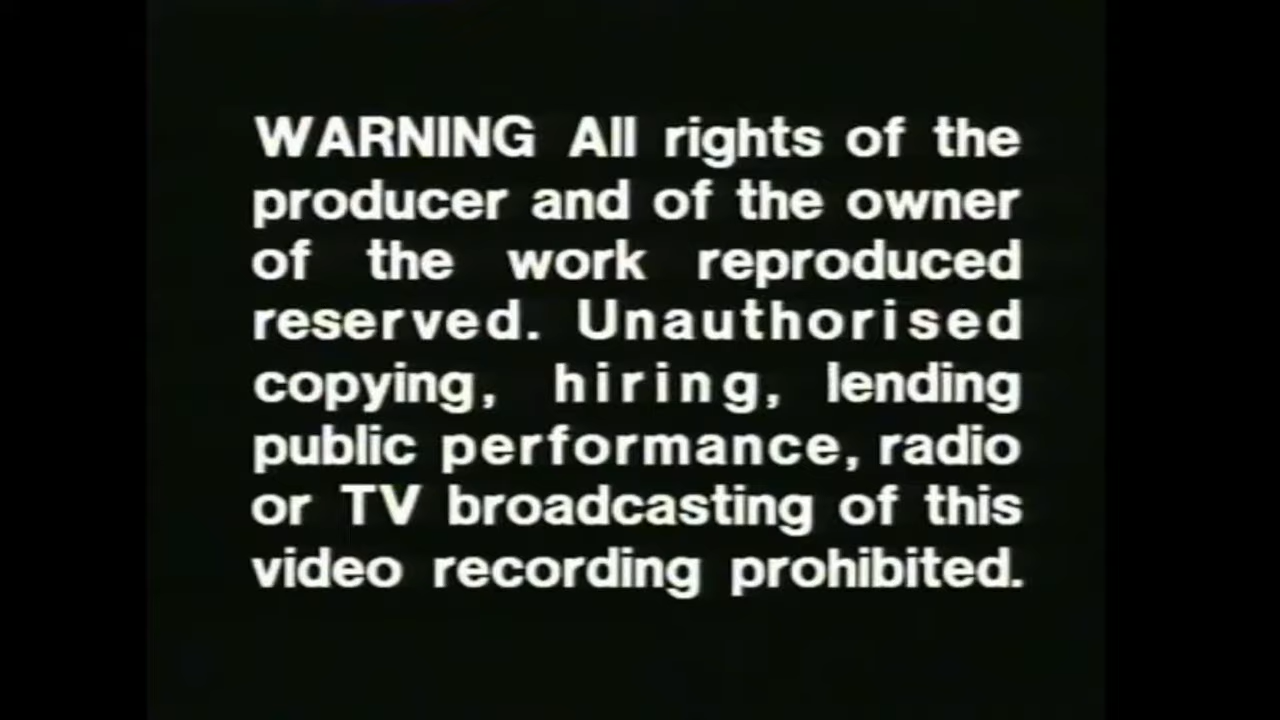 WARNING All rights of the
producer and of the owner
of the work reproduced
reserved. Unauthorised
copying, hiring, lending
public performance, radio
or TV broadcasting of this
video recording prohibited.